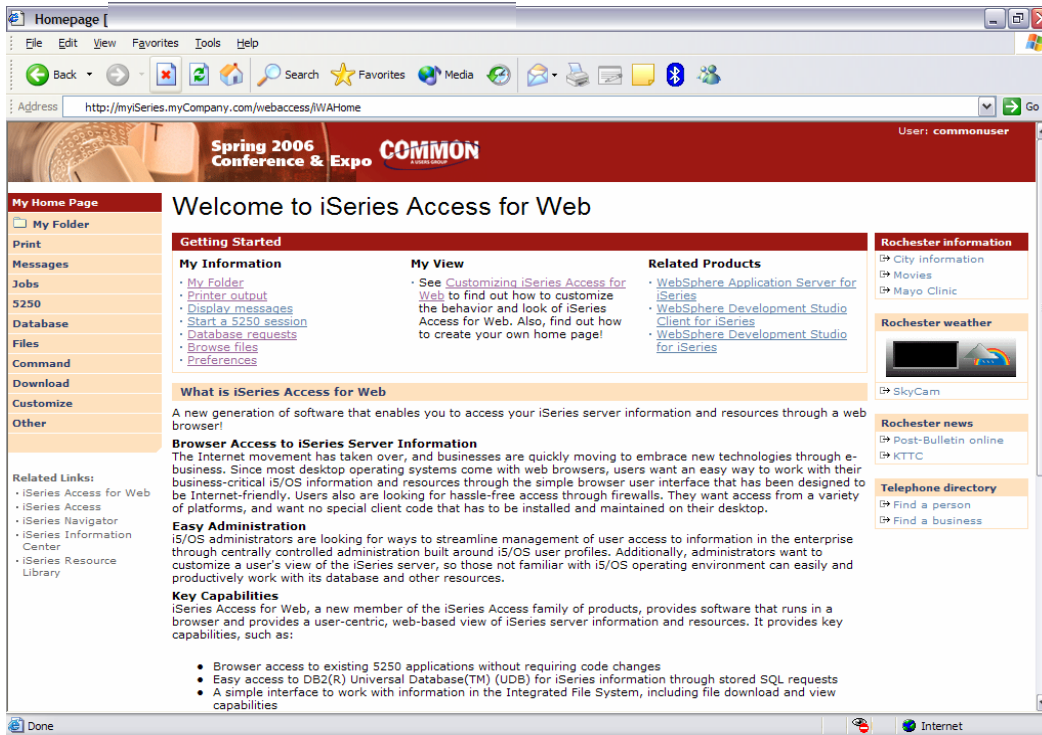 Homepage [
File Edit View Favorites Tools Help
Back Search Favorites Media
Address http://myiSeries.myCompany.com/webaccess/iWAHome Go
User: commonuser
Spring 2006
Conference & Expo COMMON
A USERS GROUP
My Home Page
My Folder
Print
Messages
Jobs
5250
Database
Files
Command
Download
Customize
Other
Related Links:
· iSeries Access for Web
· iSeries Access
· iSeries Navigator
· iSeries Information
Center
· iSeries Resource
Library
Welcome to iSeries Access for Web
Getting Started
My Information
· My Folder
· Printer output
· Display messages
· Start a 5250 session
· Database requests
· Browse files
· Preferences
My View
· See Customizing iSeries Access for
Web to find out how to customize
the behavior and look of iSeries
Access for Web. Also, find out how
to create your own home page!
Related Products
· WebSphere Application Server for
iSeries
· WebSphere Development Studio
Client for iSeries
· WebSphere Development Studio
for iSeries
What is iSeries Access for Web
A new generation of software that enables you to access your iSeries server information and resources through a web
browser!
Browser Access to iSeries Server Information
The Internet movement has taken over, and businesses are quickly moving to embrace new technologies through e-
business. Since most desktop operating systems come with web browsers, users want an easy way to work with their
business-critical i5/OS information and resources through the simple browser user interface that has been designed to
be Internet-friendly. Users also are looking for hassle-free access through firewalls. They want access from a variety
of platforms, and want no special client code that has to be installed and maintained on their desktop.
Easy Administration
i5/OS administrators are looking for ways to streamline management of user access to information in the enterprise
through centrally controlled administration built around i5/OS user profiles. Additionally, administrators want to
customize a user's view of the iSeries server, so those not familiar with i5/OS operating environment can easily and
productively work with its database and other resources.
Key Capabilities
iSeries Access for Web, a new member of the iSeries Access family of products, provides software that runs in a
browser and provides a user-centric, web-based view of iSeries server information and resources. It provides key
capabilities, such as:
• Browser access to existing 5250 applications without requiring code changes
• Easy access to DB2(R) Universal Database(TM) (UDB) for iSeries information through stored SQL requests
• A simple interface to work with information in the Integrated File System, including file download and view
capabilities
Rochester information
City information
Movies
Mayo Clinic
Rochester weather
SkyCam
Rochester news
Post-Bulletin online
KTTC
Telephone directory
Find a person
Find a business
Done Internet